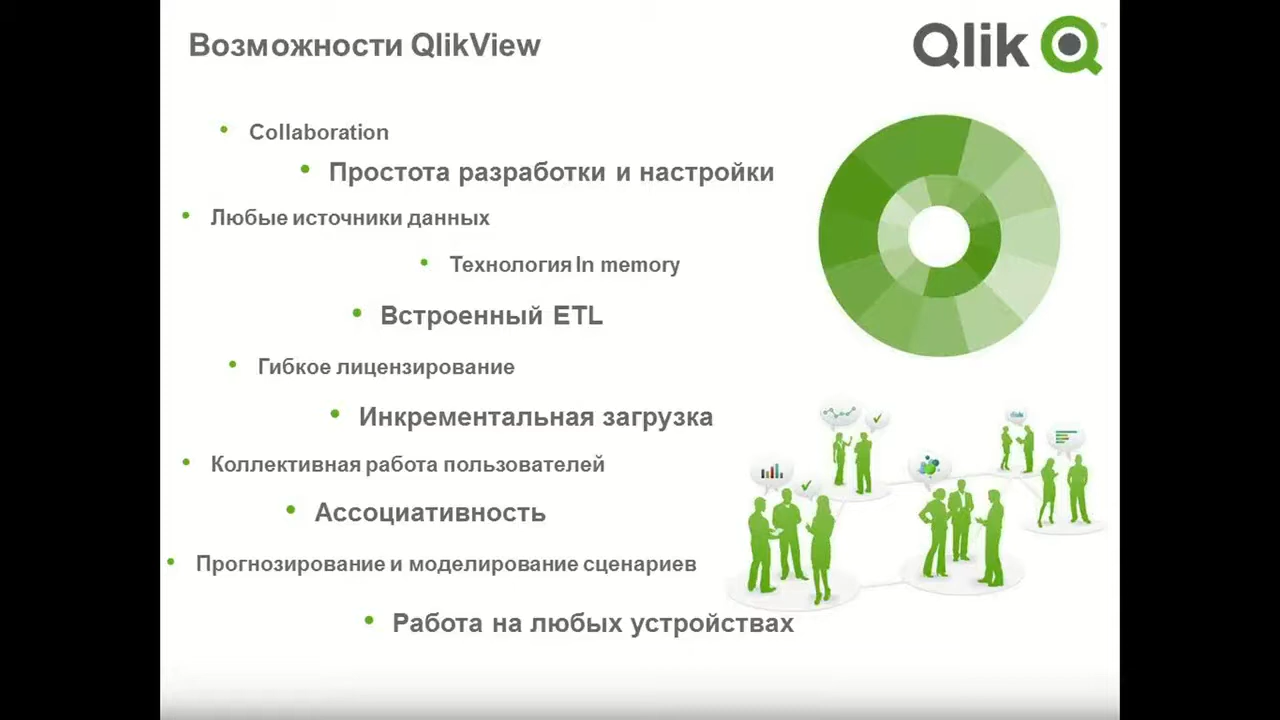 Возможности QlikView
Qlik
Collaboration
Простота разработки и настройки
Любые источники данных
Технология In memory
Встроенный ETL
Гибкое лицензирование
Инкрементальная загрузка
Коллективная работа пользователей
Ассоциативность
Прогнозирование и моделирование сценариев
Работа на любых устройствах